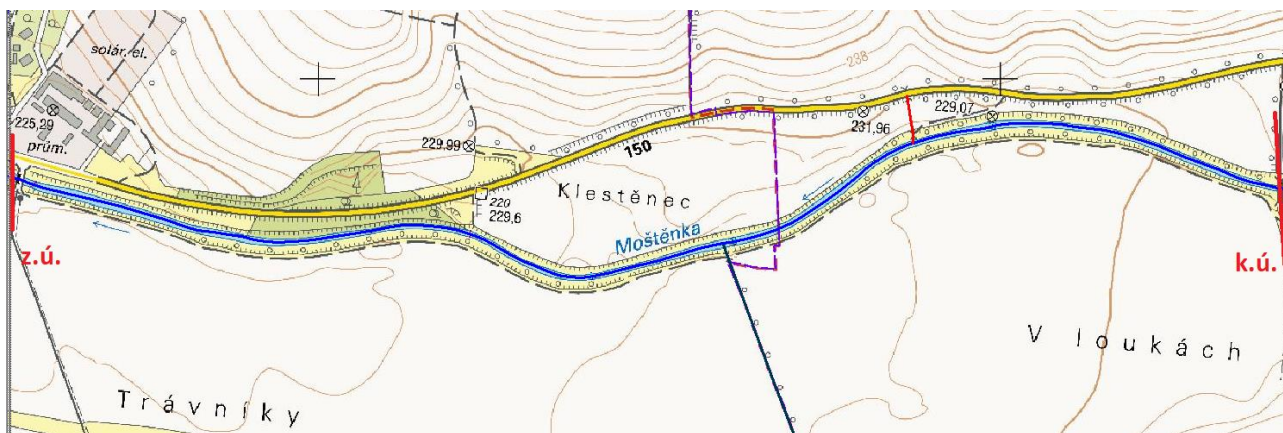 solár. el.
238
225,29
prům.
229,99
150
231,96
229,07
Klestěnec
220
229,6
Moštěnka
z.ú.
k.ú.
V loukách
Trávníky